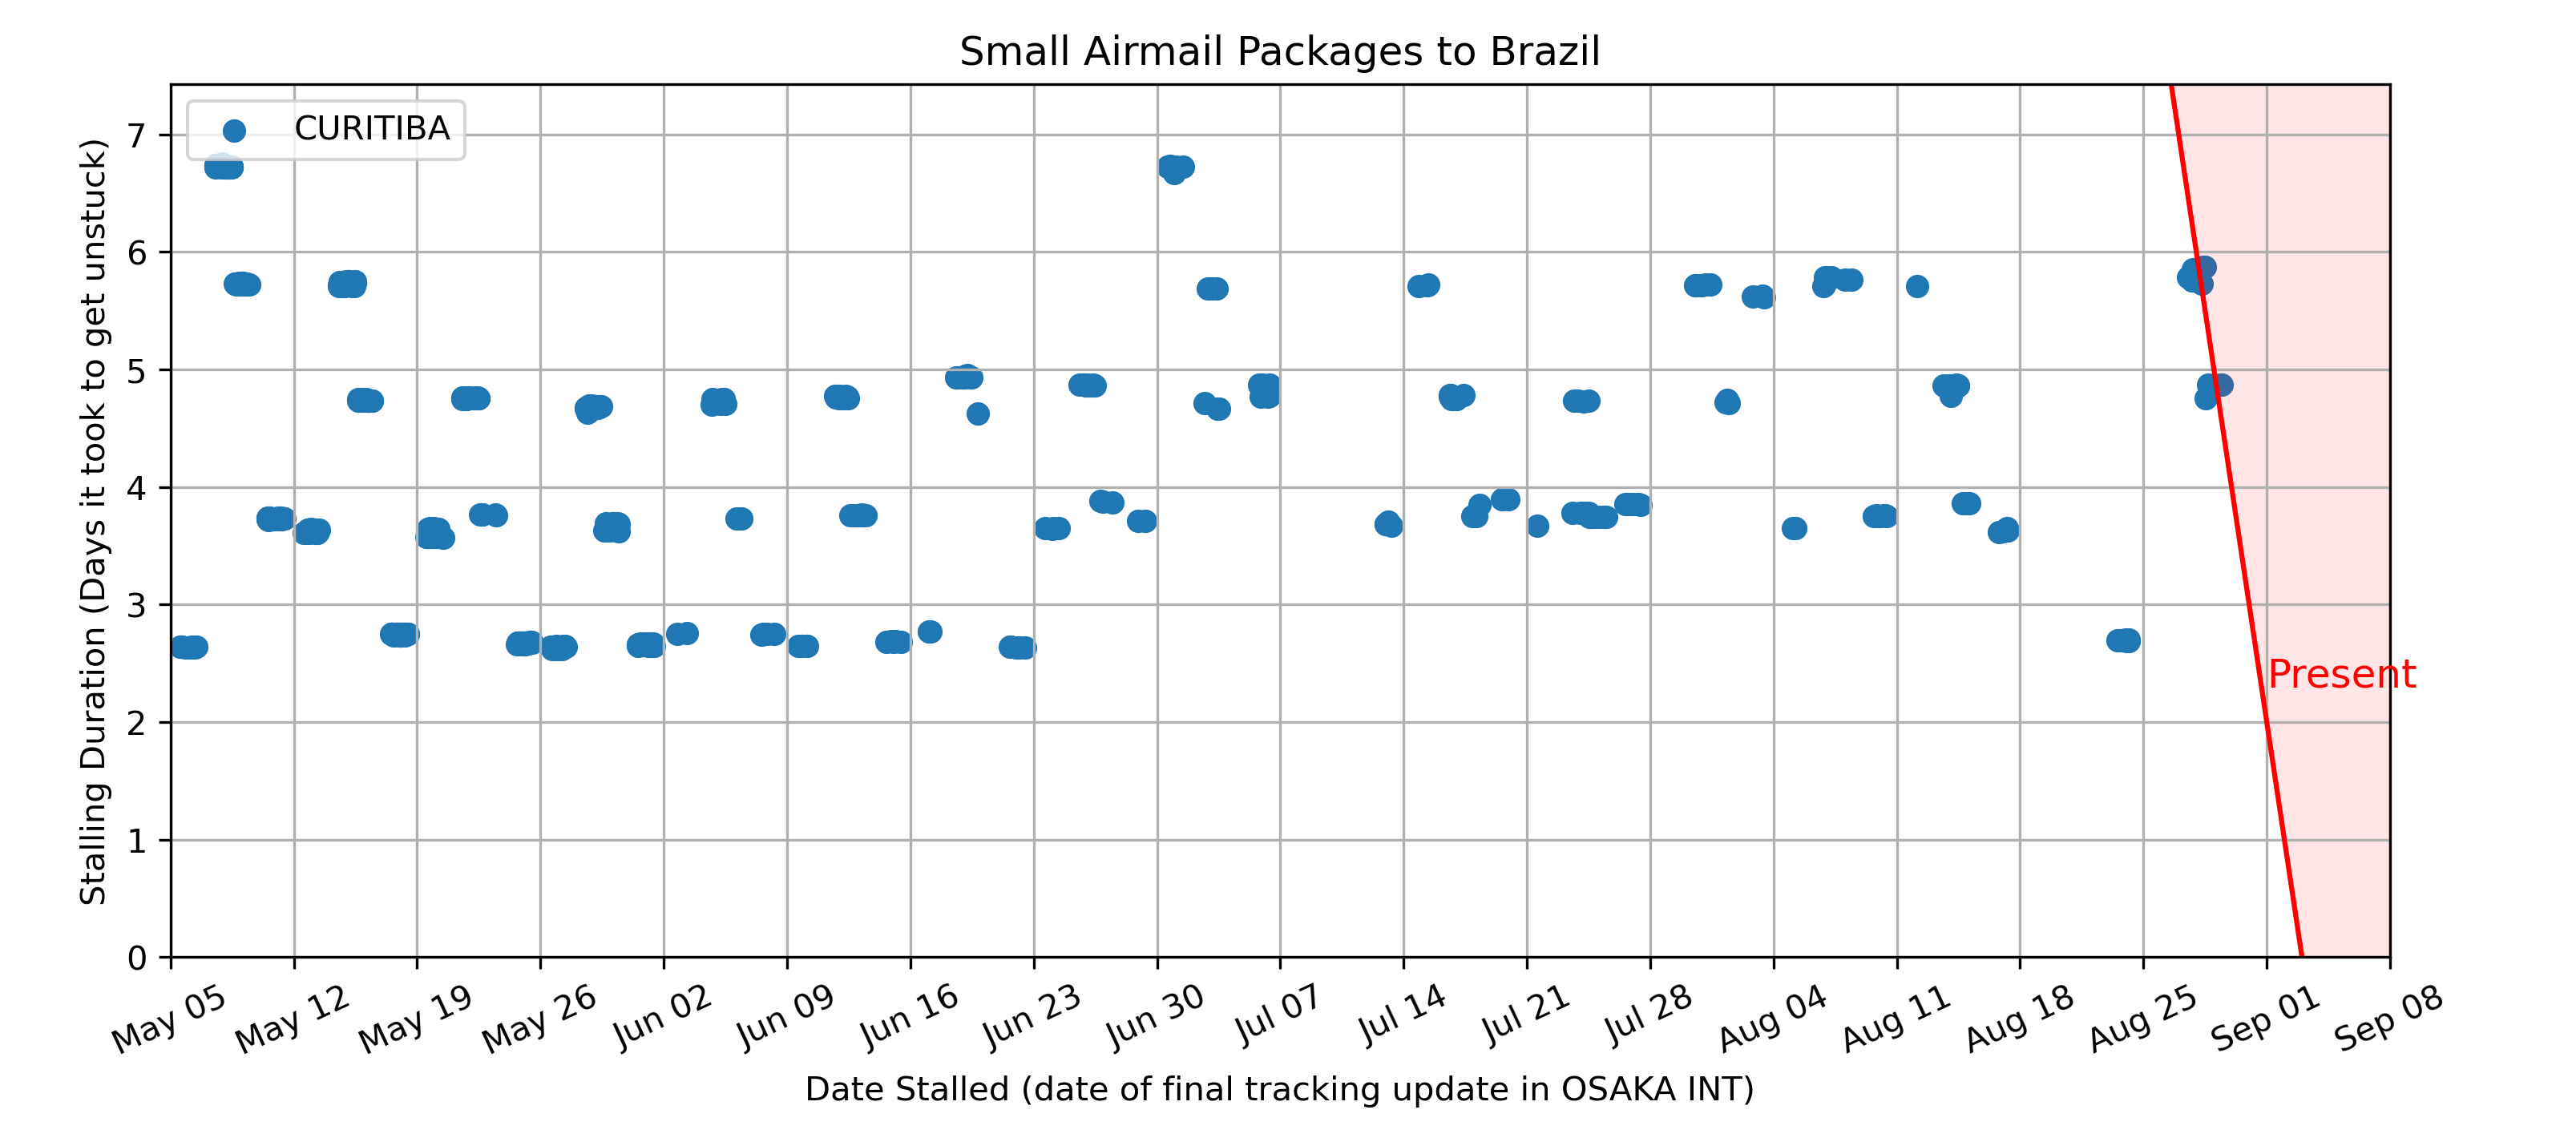 Small Airmail Packages to Brazil
CURITIBA
Stalling Duration (Days it took to get unstuck)
7
6
5
4
3
2
1
0
Present
May 05
May 12
May 19
May 26
Jun 02
Jun 09
Jun 16
Jun 23
Jun 30
Jul 07
Jul 14
Jul 21
Jul 28
Aug 04
Aug 11
Aug 18
Aug 25
Sep 01
Sep 08
Date Stalled (date of final tracking update in OSAKA INT)